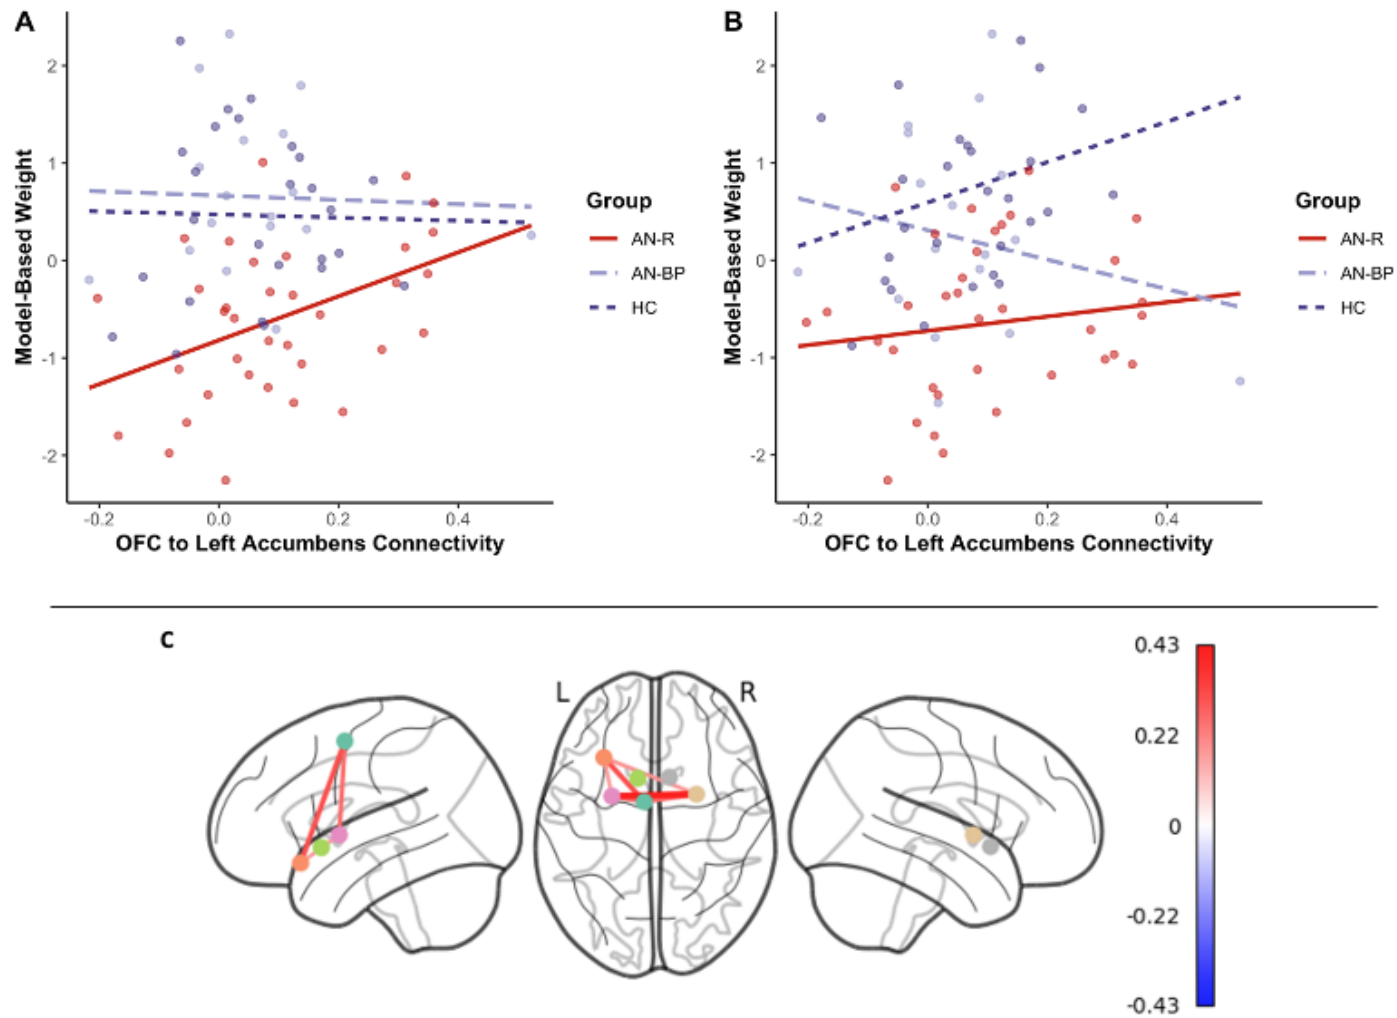 A
2
1
0
-1
-2
Model-Based Weight
-0.2 0.0 0.2 0.4
OFC to Left Accumbens Connectivity
Group
AN-R
AN-BP
HC
B
2
1
0
-1
-2
Model-Based Weight
-0.2 0.0 0.2 0.4
OFC to Left Accumbens Connectivity
Group
AN-R
AN-BP
HC
C
L R
0.43
0.22
0
-0.22
-0.43